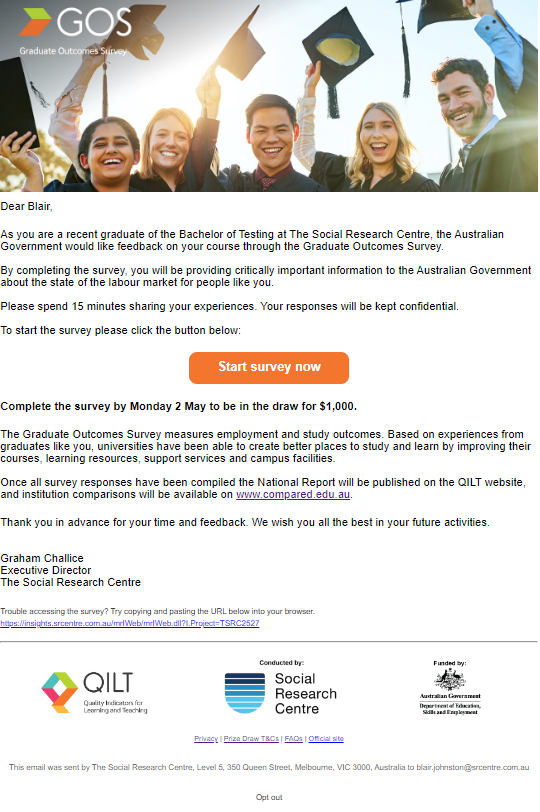 GOS
Graduate Outcomes Survey
Dear Blair,
As you are a recent graduate of the Bachelor of Testing at The Social Research Centre, the Australian
Government would like feedback on your course through the Graduate Outcomes Survey.
By completing the survey, you will be providing critically important information to the Australian Government
about the state of the labour market for people like you.
Please spend 15 minutes sharing your experiences. Your responses will be kept confidential.
To start the survey please click the button below:
Start survey now
Complete the survey by Monday 2 May to be in the draw for $1,000.
The Graduate Outcomes Survey measures employment and study outcomes. Based on experiences from
graduates like you, universities have been able to create better places to study and learn by improving their
courses, learning resources, support services and campus facilities.
Once all survey responses have been compiled the National Report will be published on the QILT website,
and institution comparisons will be available on www.compared.edu.au.
Thank you in advance for your time and feedback. We wish you all the best in your future activities.
Graham Challice
Executive Director
The Social Research Centre
Trouble accessing the survey? Try copying and pasting the URL below into your browser.
https://insights.srcentre.com.au/mrIWeb/mrIWeb.dll?I.Project=TSRC2527
QILT
Quality Indicators for
Learning and Teaching
Conducted by:
Social
Research
Centre
Funded by:
Australian Government
Department of Education,
Skills and Employment
Privacy | Prize Draw T&Cs | FAQs | Official site
This email was sent by The Social Research Centre, Level 5, 350 Queen Street, Melbourne, VIC 3000, Australia to blair.johnston@srcentre.com.au
Opt out